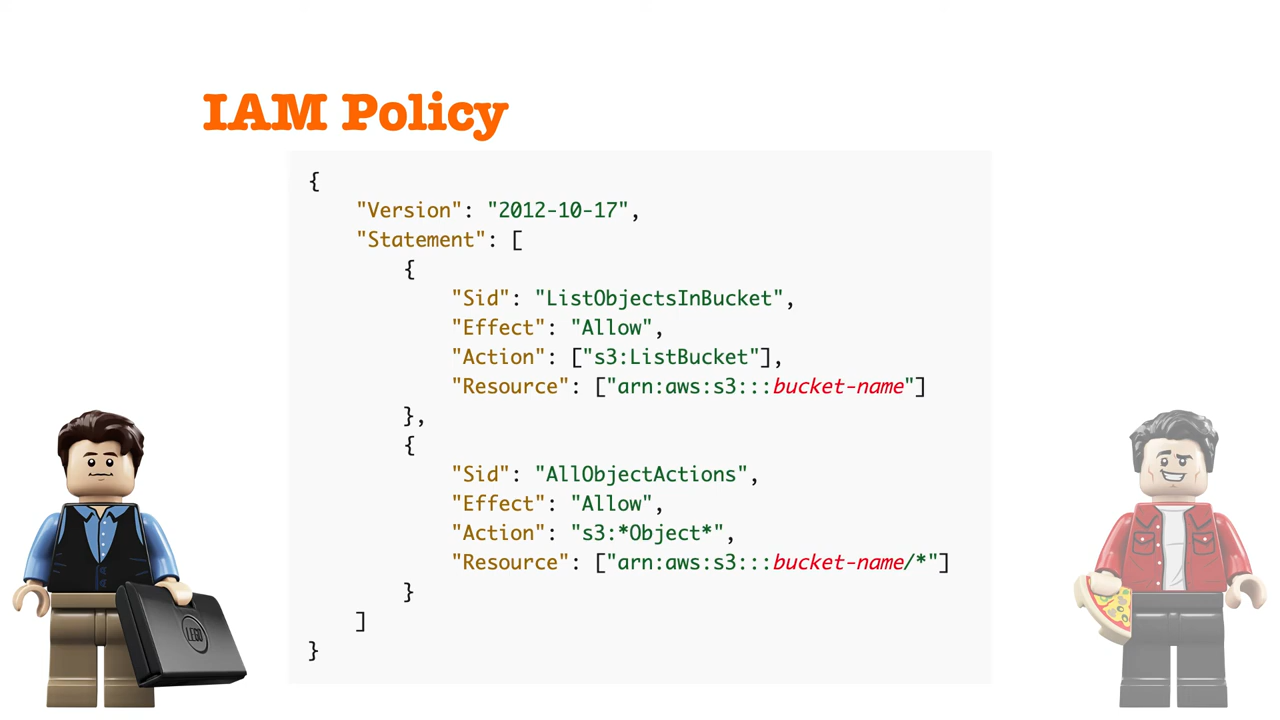 IAM Policy
{
    "Version": "2012-10-17",
    "Statement": [
        {
            "Sid": "ListObjectsInBucket",
            "Effect": "Allow",
            "Action": ["s3:ListBucket"],
            "Resource": ["arn:aws:s3:::bucket-name"]
        },
        {
            "Sid": "AllObjectActions",
            "Effect": "Allow",
            "Action": "s3:*Object*",
            "Resource": ["arn:aws:s3:::bucket-name/*"]
        }
    ]
}
LEGO